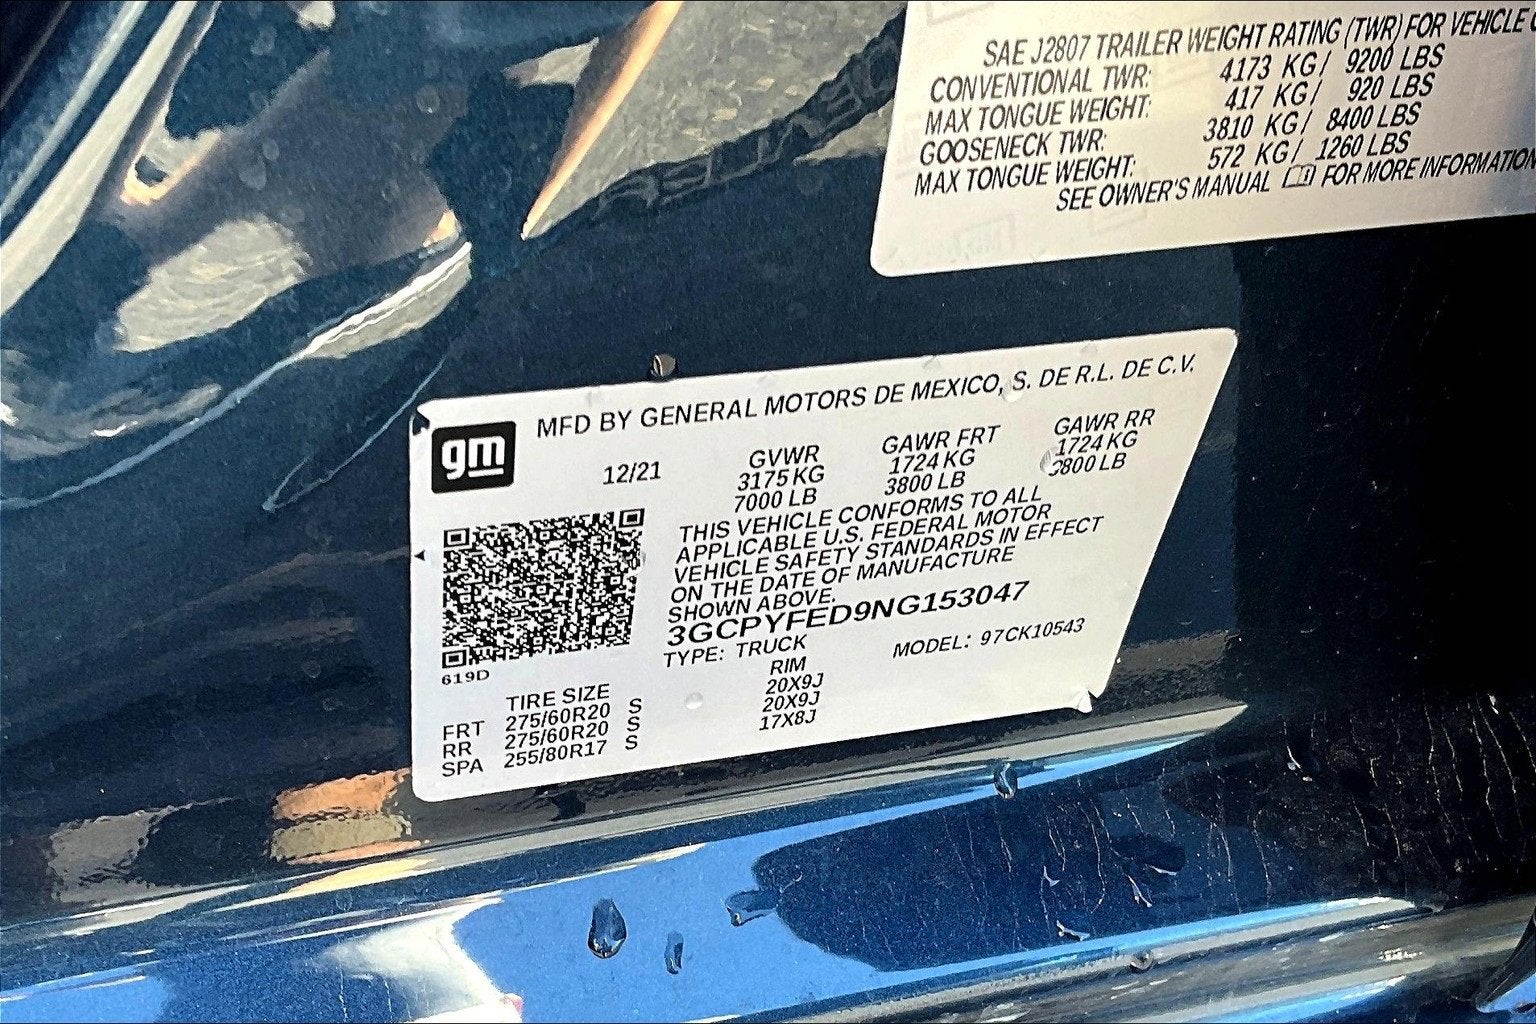 SAE J2807 TRAILER WEIGHT RATING (TWR) FOR VEHICLE
CONVENTIONAL TWR: 4173 KG/ 9200 LBS
MAX TONGUE WEIGHT: 417 KG/ 920 LBS
GOOSENECK TWR: 3810 KG/ 8400 LBS
MAX TONGUE WEIGHT: 572 KG/ 1260 LBS
SEE OWNER'S MANUAL FOR MORE INFORMATION
gm
MFD BY GENERAL MOTORS DE MEXICO, S. DE R.L. DE C.V.
12/21 GVWR GAWR FRT GAWR RR
3175 KG 1724 KG 1724 KG
7000 LB 3800 LB 3800 LB
THIS VEHICLE CONFORMS TO ALL
APPLICABLE U.S. FEDERAL MOTOR
VEHICLE SAFETY STANDARDS IN EFFECT
ON THE DATE OF MANUFACTURE
SHOWN ABOVE.
3GCPYFED9NG153047
TYPE: TRUCK MODEL: 97CK10543
619D
TIRE SIZE RIM
FRT 275/60R20 S 20X9J
RR 275/60R20 S 20X9J
SPA 255/80R17 S 17X8J